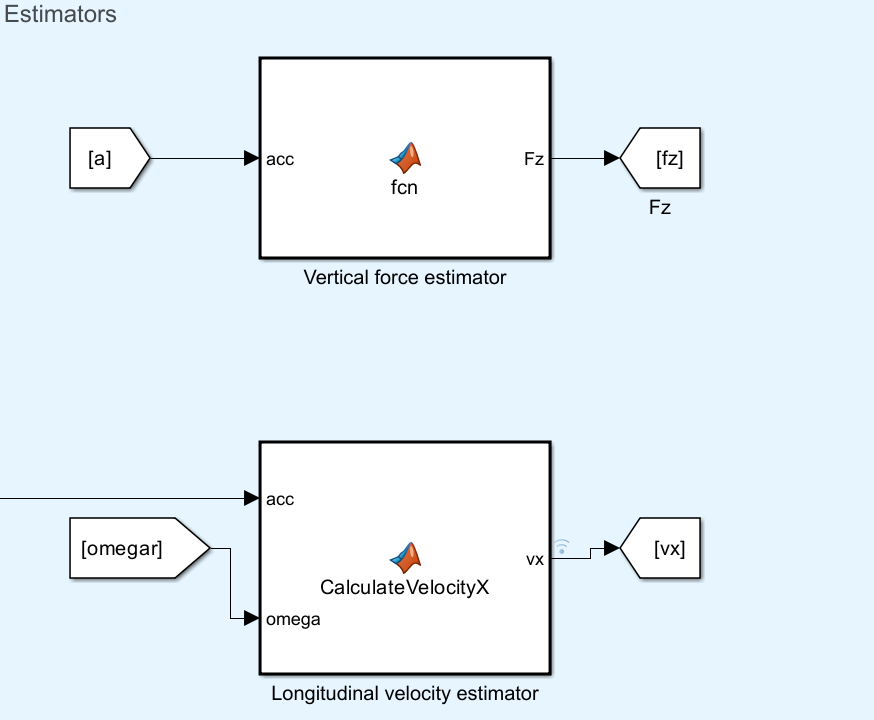 Estimators
[a]
acc
fcn
Fz
[fz]
Fz
Vertical force estimator
acc
[omegar]
CalculateVelocityX
vx
[vx]
omega
Longitudinal velocity estimator